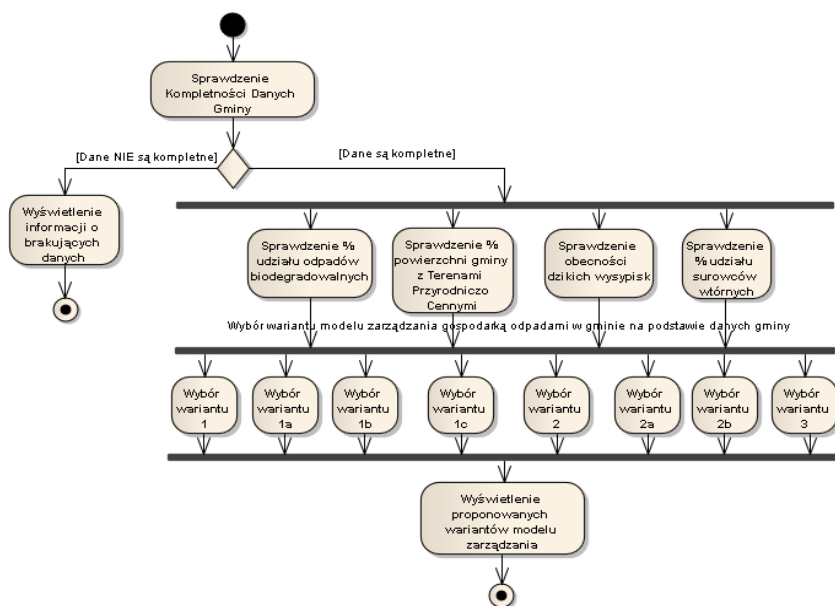 Sprawdzenie
Kompletności Danych
Gminy
[Dane NIE są kompletne]
[Dane są kompletne]
Wyświetlenie
informacji o
brakujących
danych
Sprawdzenie %
udziału odpadów
biodegradowalnych
Sprawdzenie %
powierzchni gminy
z Terenami
Przyrodniczo
Cennymi
Sprawdzenie
obecności
dzikich wysypisk
Sprawdzenie
% udziału
surowców
wtórnych
Wybór wariantu modelu zarządzania gospodarką odpadami w gminie na podstawie danych gminy
Wybór
wariantu
1
Wybór
wariantu
1a
Wybór
wariantu
1b
Wybór
wariantu
1c
Wybór
wariantu
2
Wybór
wariantu
2a
Wybór
wariantu
2b
Wybór
wariantu
3
Wyświetlenie
proponowanych
wariantów modelu
zarządzania